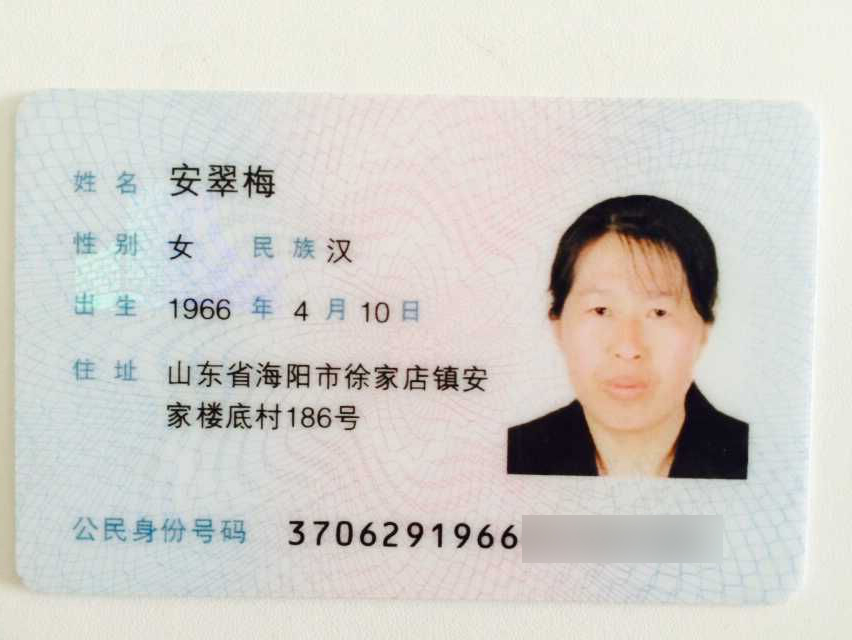 姓名 安翠梅
性别 女 民族 汉
出生 1966 年 4 月 10 日
住址 山东省海阳市徐家店镇安
家楼底村186号
公民身份号码 3706291966